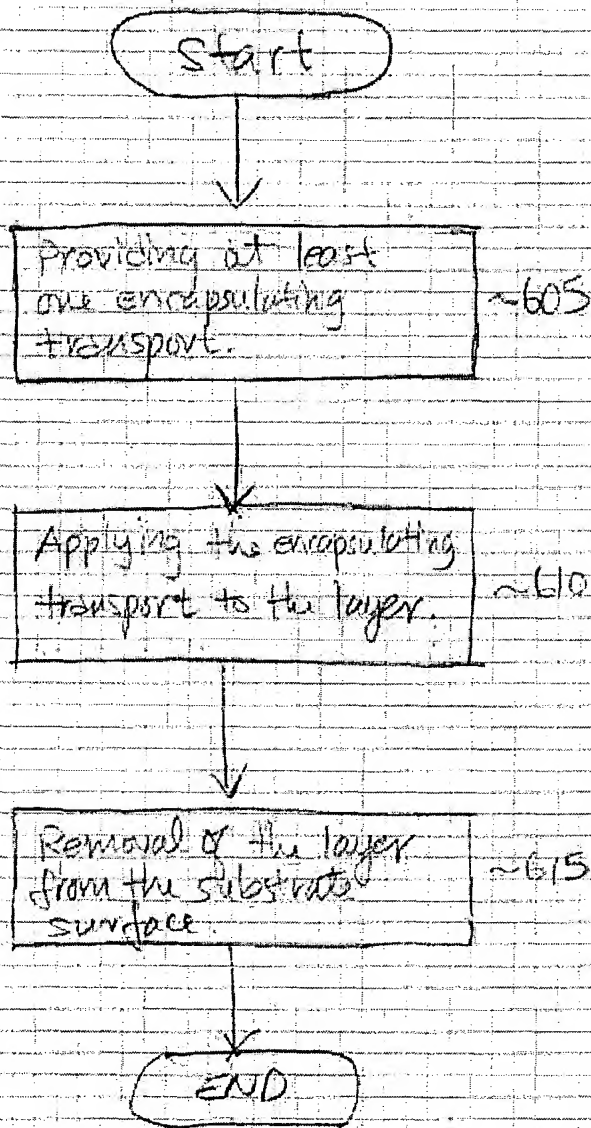 Start
Providing at least
one encapsulating
transport.
~605
Applying the encapsulating
transport to the layer.
~610
Removal of the layer
from the substrate
surface.
~615
END